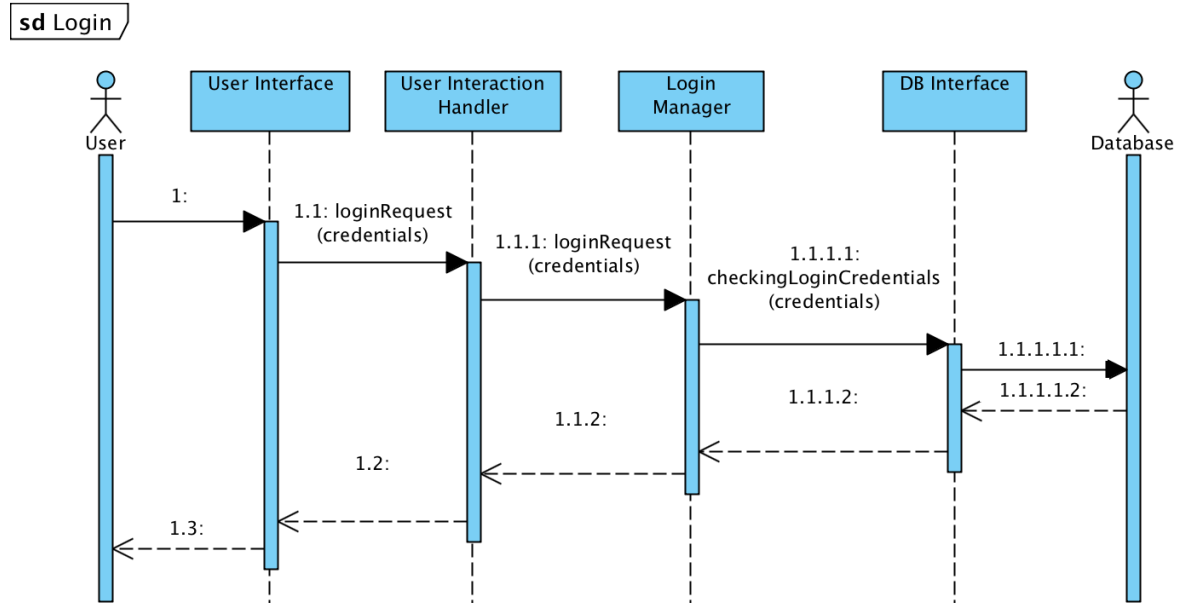 sd Login
User Interface
User Interaction
Handler
Login
Manager
DB Interface
User
Database
1:
1.1: loginRequest
(credentials)
1.1.1: loginRequest
(credentials)
1.1.1.1:
checkingLoginCredentials
(credentials)
1.1.1.1.1:
1.1.1.1.2:
1.1.1.2:
1.1.2:
1.2:
1.3: